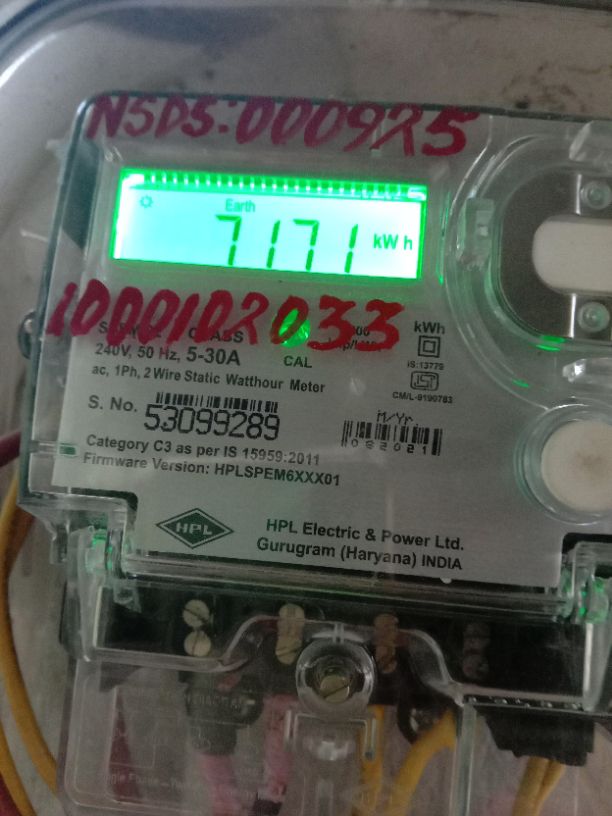 NSDS:000925
Earth
7171 kWh
1000102033
240V, 50 Hz, 5-30A
CAL
kWh
IS:13779
CM/L-9190783
ac, 1Ph, 2 Wire Static Watthour Meter
S. No. 53099289
M/Yr.
082021
Category C3 as per IS 15959:2011
Firmware Version: HPLSPEM6XXX01
HPL
HPL Electric & Power Ltd.
Gurugram (Haryana) INDIA